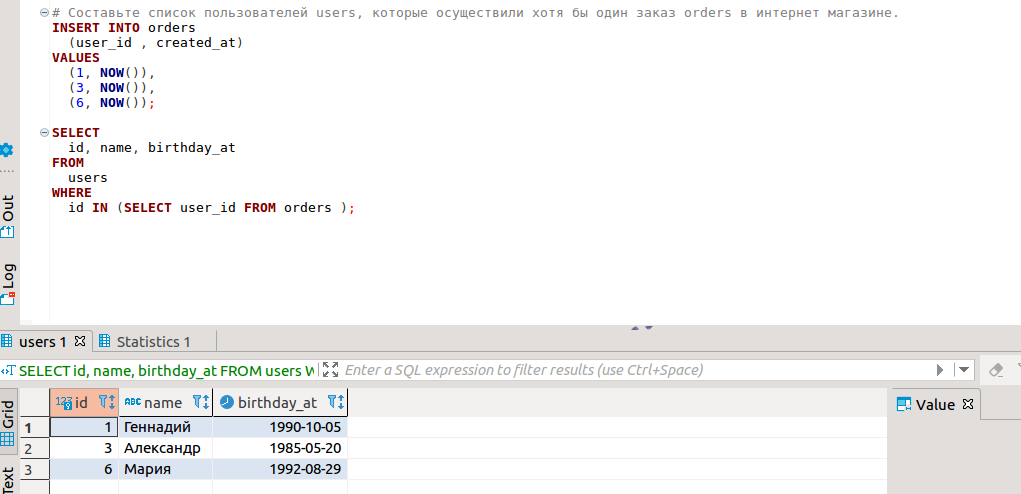 # Составьте список пользователей users, которые осуществили хотя бы один заказ orders в интернет магазине.
INSERT INTO orders
(user_id , created_at)
VALUES
(1, NOW()),
(3, NOW()),
(6, NOW());
SELECT
id, name, birthday_at
FROM
users
WHERE
id IN (SELECT user_id FROM orders );
Out
Log
users 1
Statistics 1
SELECT id, name, birthday_at FROM users W
Enter a SQL expression to filter results (use Ctrl+Space)
Grid
Text
123 id ABC name birthday_at
1 1 Геннадий 1990-10-05
2 3 Александр 1985-05-20
3 6 Мария 1992-08-29
Value